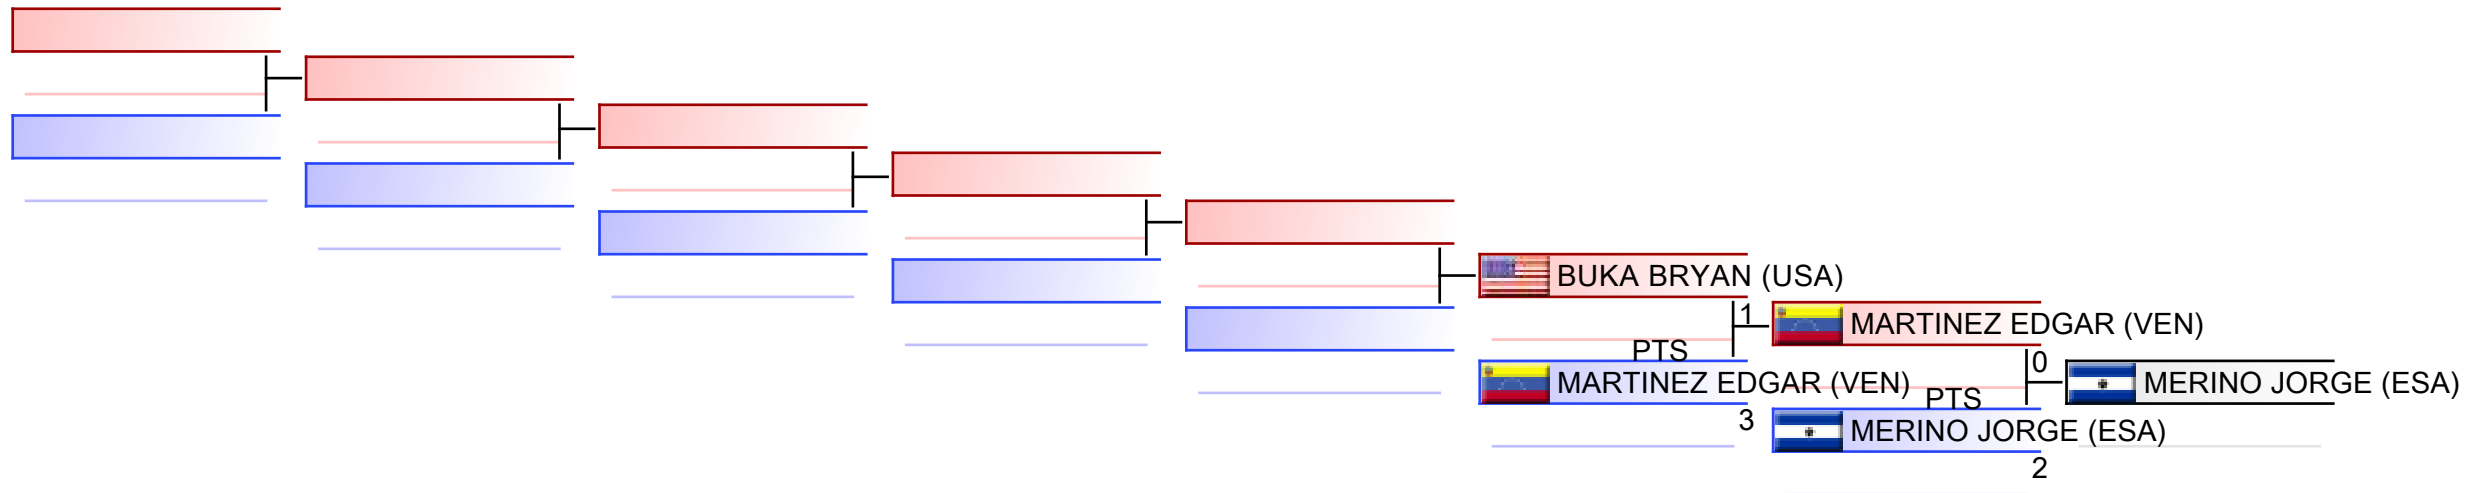 BUKA BRYAN (USA)
1
MARTINEZ EDGAR (VEN)
PTS
0
MARTINEZ EDGAR (VEN)
MERINO JORGE (ESA)
PTS
3
MERINO JORGE (ESA)
2